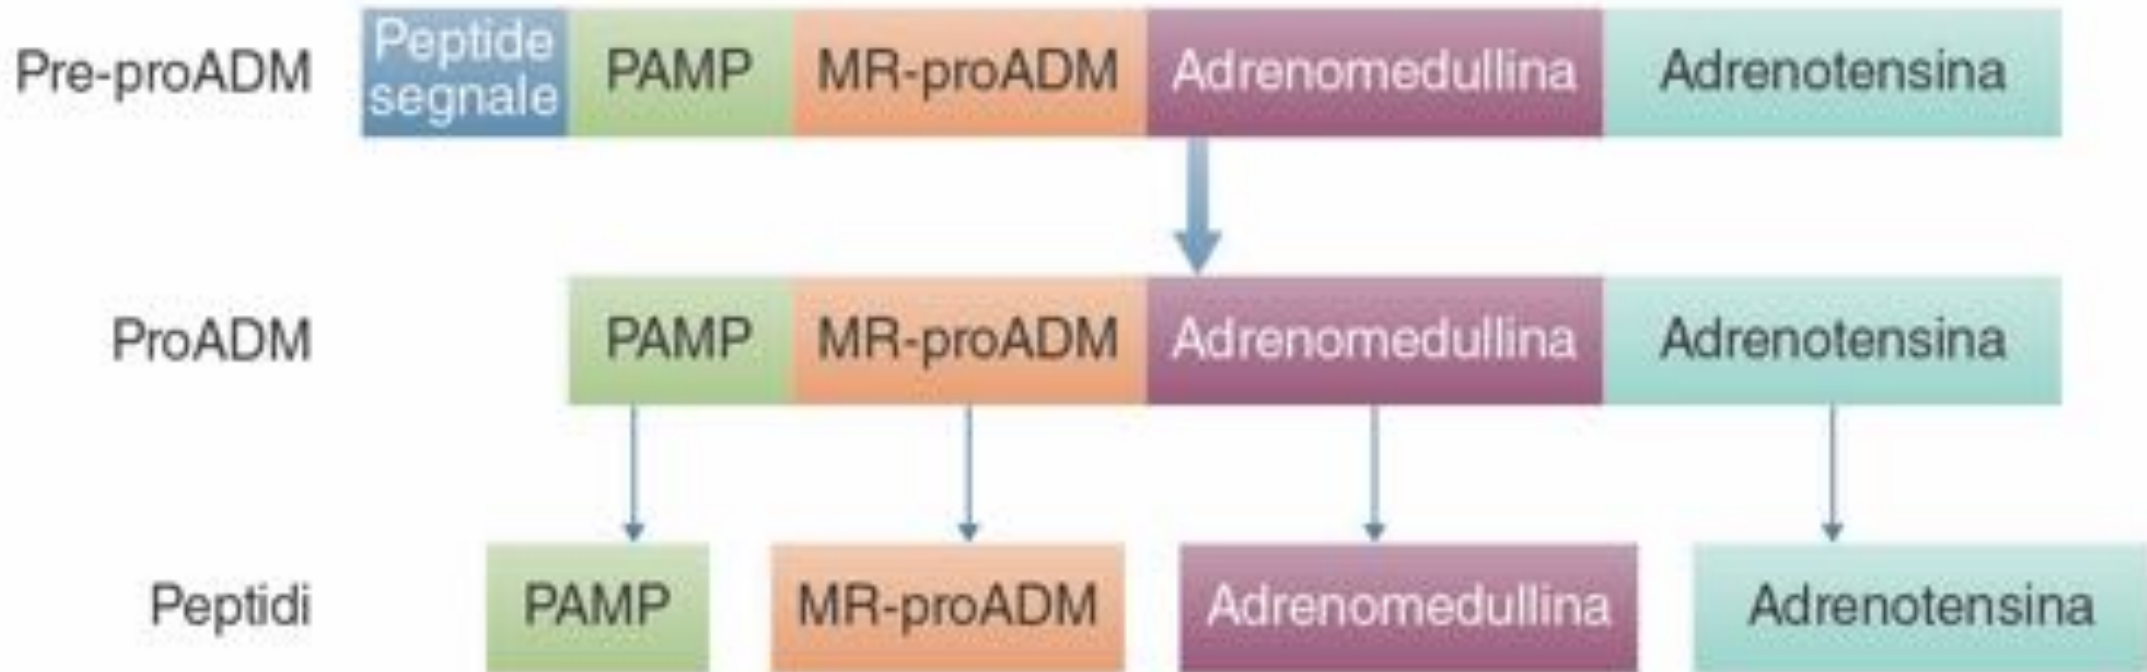 Pre-proADM
Peptide
segnale
PAMP
MR-proADM
Adrenomedullina
Adrenotensina
ProADM
PAMP
MR-proADM
Adrenomedullina
Adrenotensina
Peptidi
PAMP
MR-proADM
Adrenomedullina
Adrenotensina